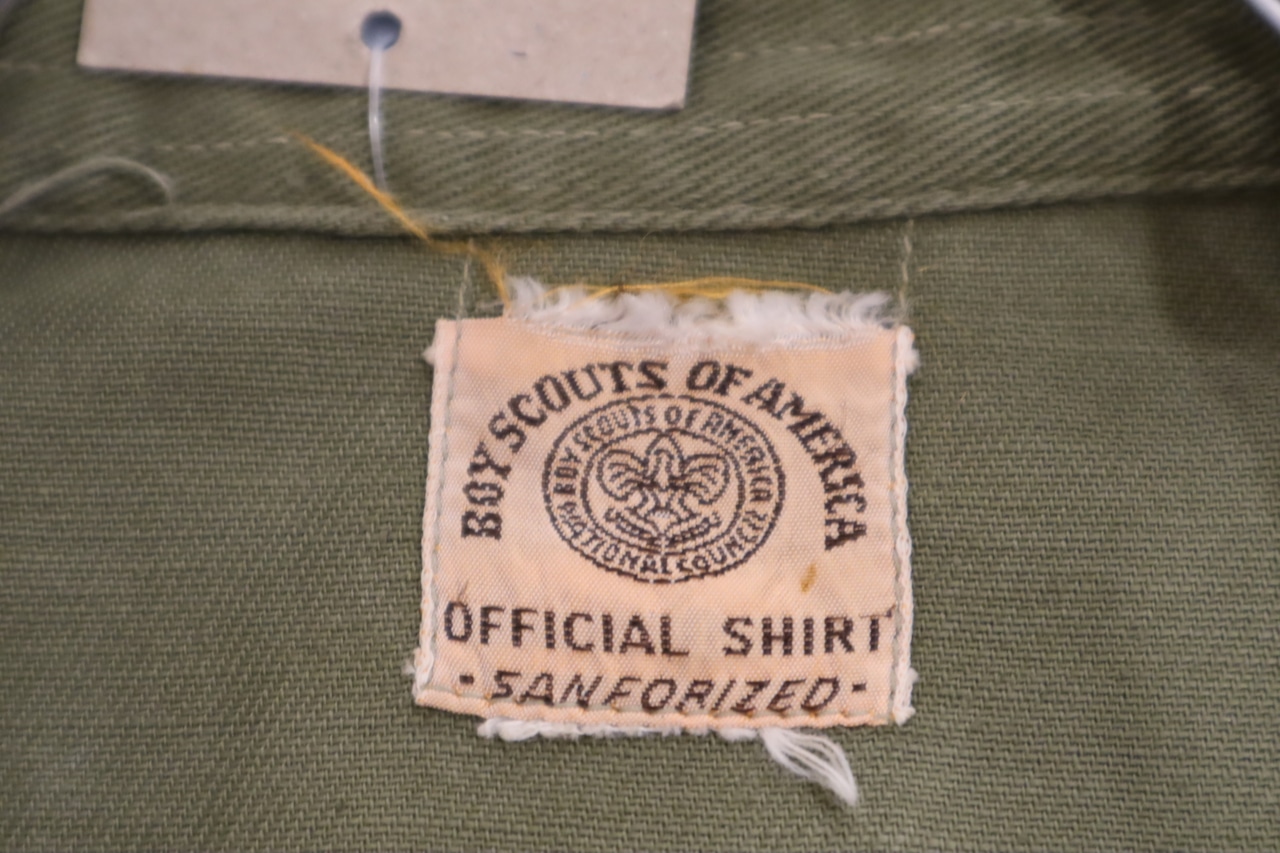 BOY SCOUTS OF AMERICA
BOY SCOUTS OF AMERICA
NATIONAL COUNCIL
OFFICIAL SHIRT
- SANFORIZED -